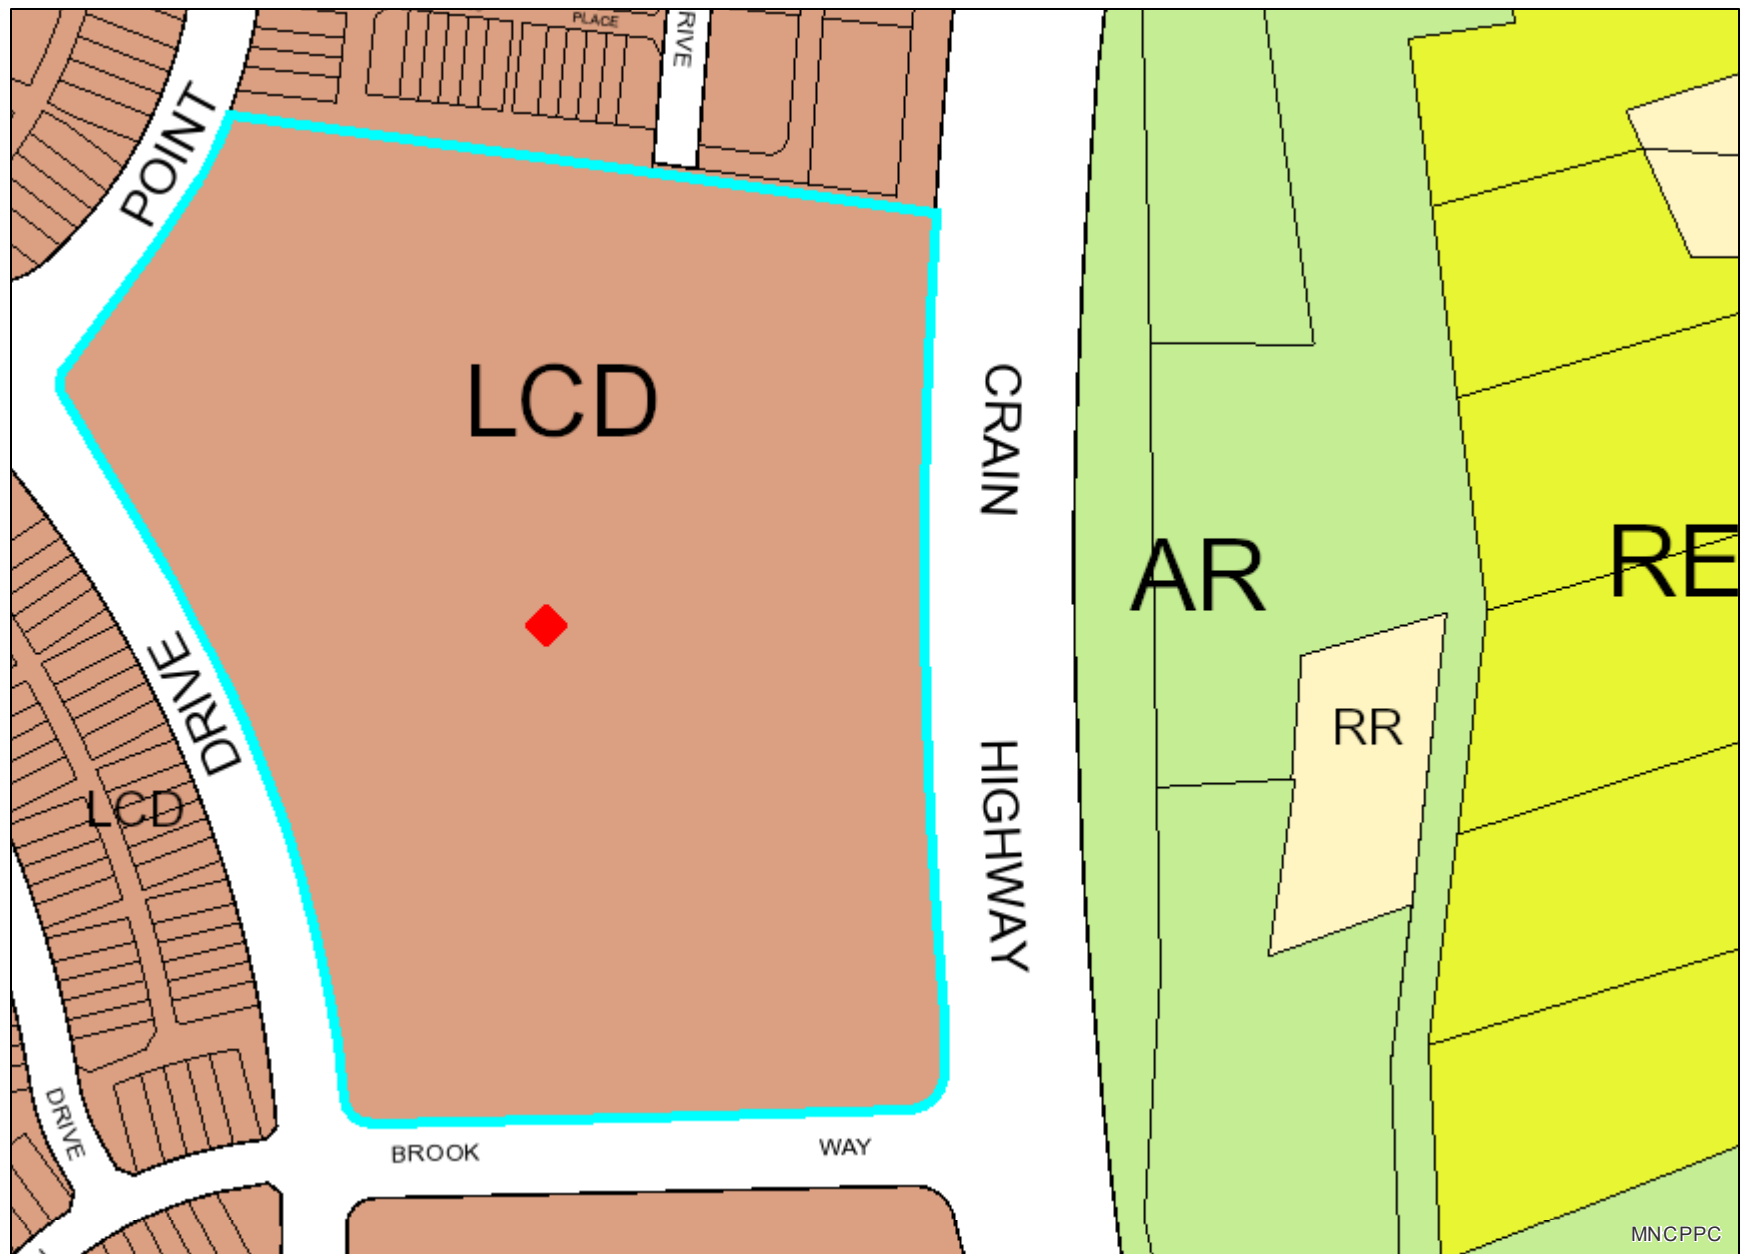 PLACE
RIVE
POINT
LCD
CRAIN
AR
RE
DRIVE
RR
LCD
HIGHWAY
DRIVE
BROOK WAY
MNCPPC